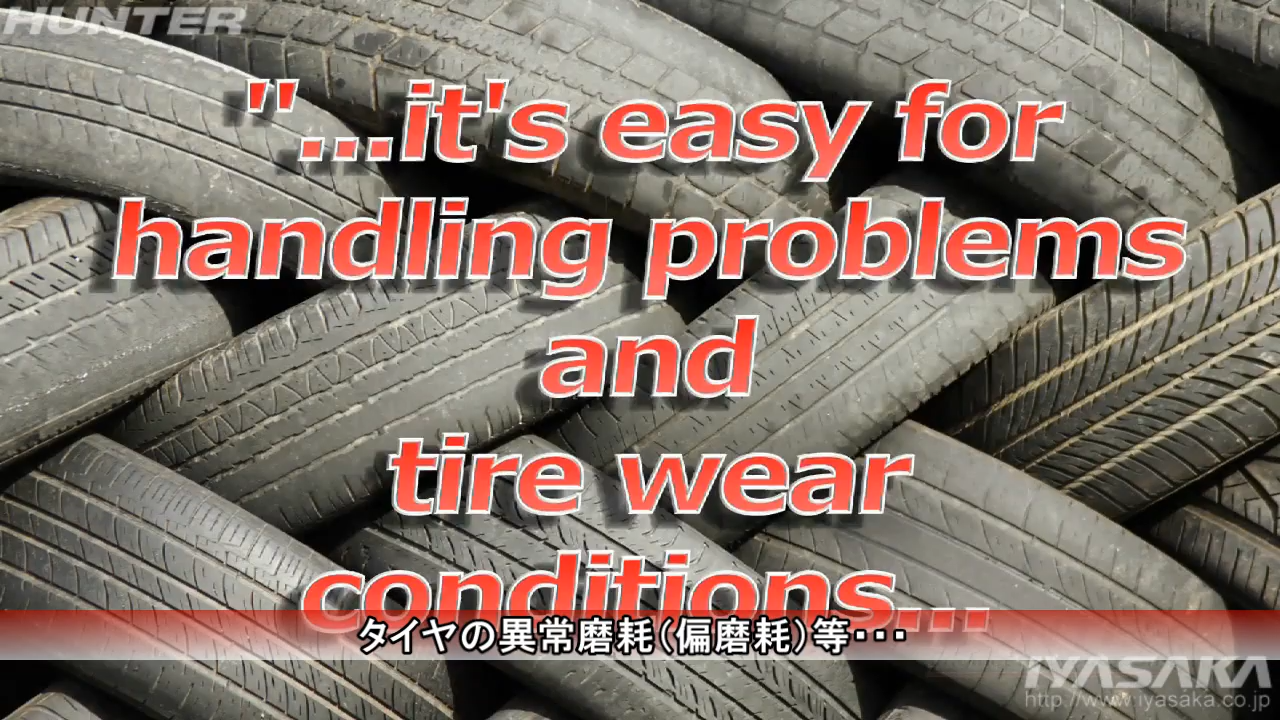 HUNTER
"...it's easy for
handling problems
and
tire wear
conditions...
タイヤの異常磨耗(偏磨耗)等・・・
IYASAKA
http://www.iyasaka.co.jp